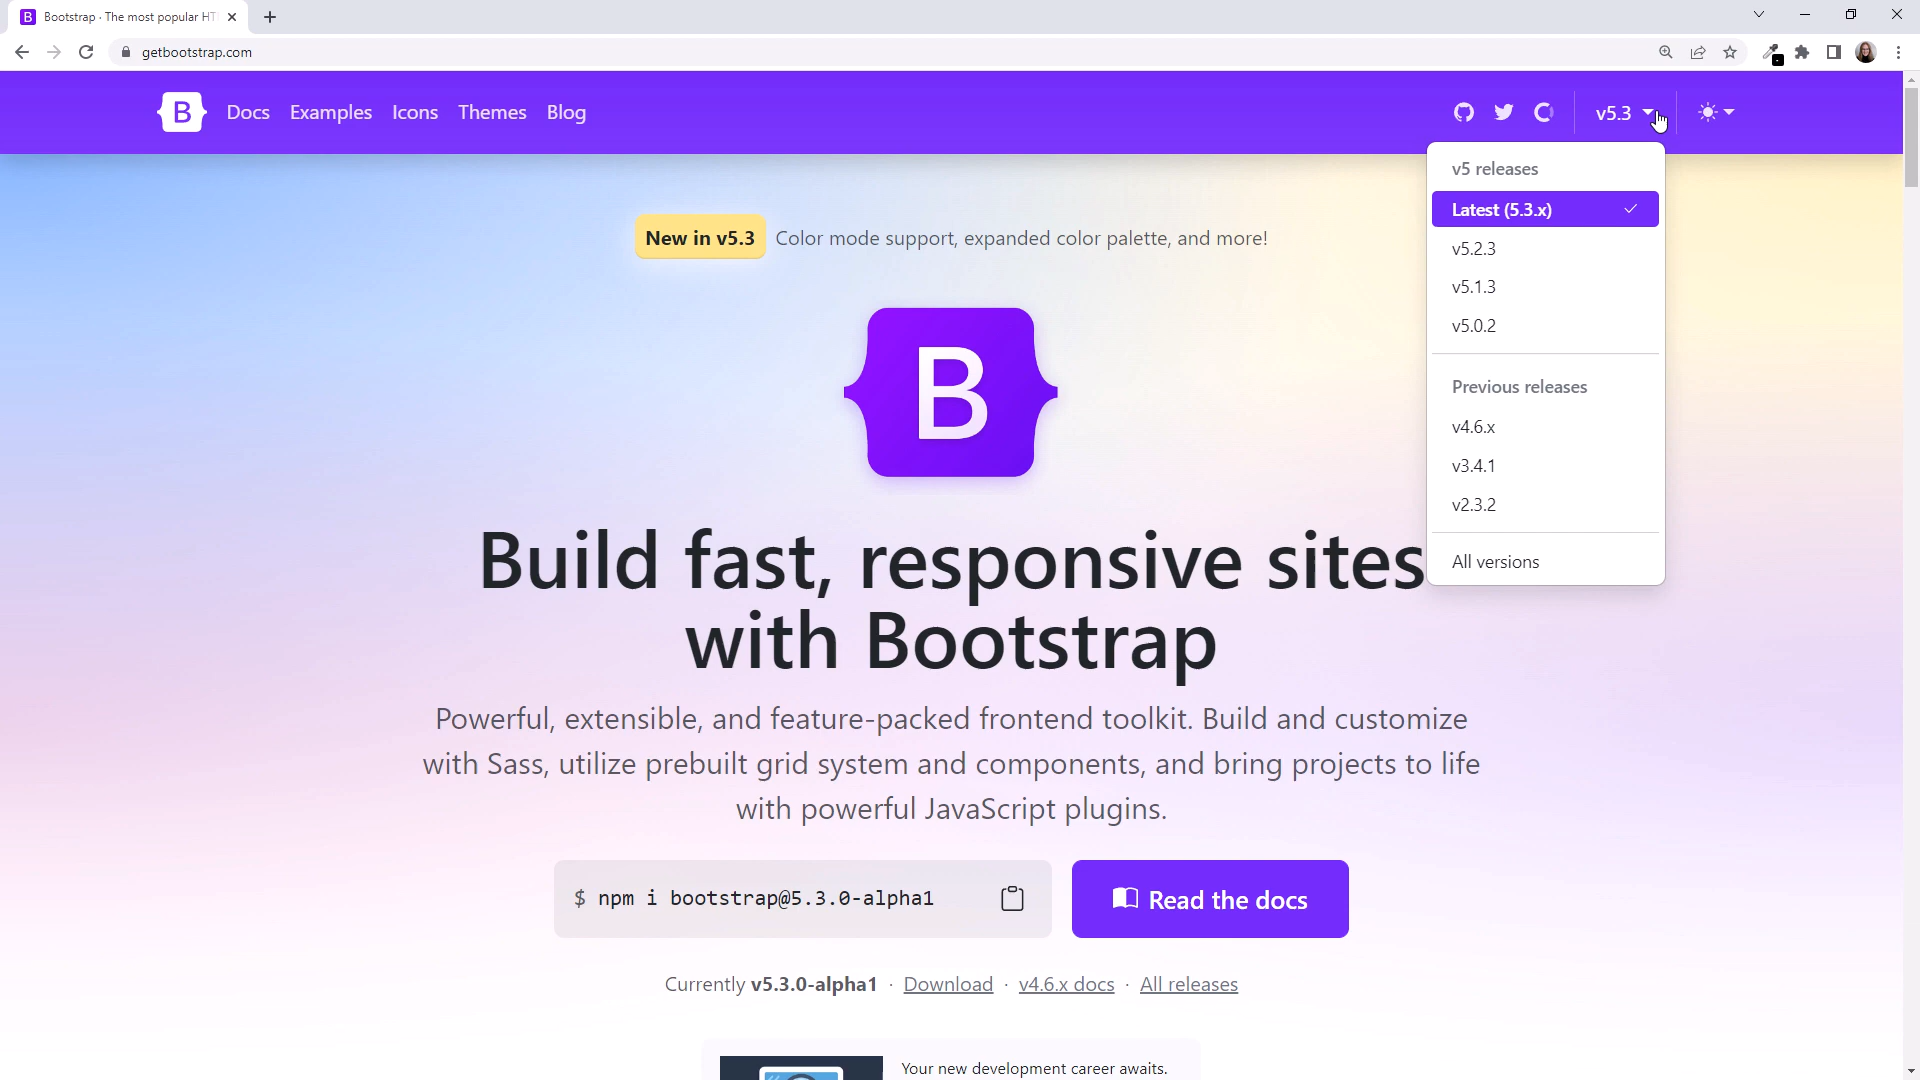 Bootstrap · The most popular HT
getbootstrap.com
B
Docs
Examples
Icons
Themes
Blog
v5.3
v5 releases
Latest (5.3.x)
v5.2.3
v5.1.3
v5.0.2
Previous releases
v4.6.x
v3.4.1
v2.3.2
All versions
New in v5.3 Color mode support, expanded color palette, and more!
B
Build fast, responsive sites
with Bootstrap
Powerful, extensible, and feature-packed frontend toolkit. Build and customize
with Sass, utilize prebuilt grid system and components, and bring projects to life
with powerful JavaScript plugins.
$ npm i bootstrap@5.3.0-alpha1
Read the docs
Currently v5.3.0-alpha1 · Download · v4.6.x docs · All releases
Your new development career awaits.